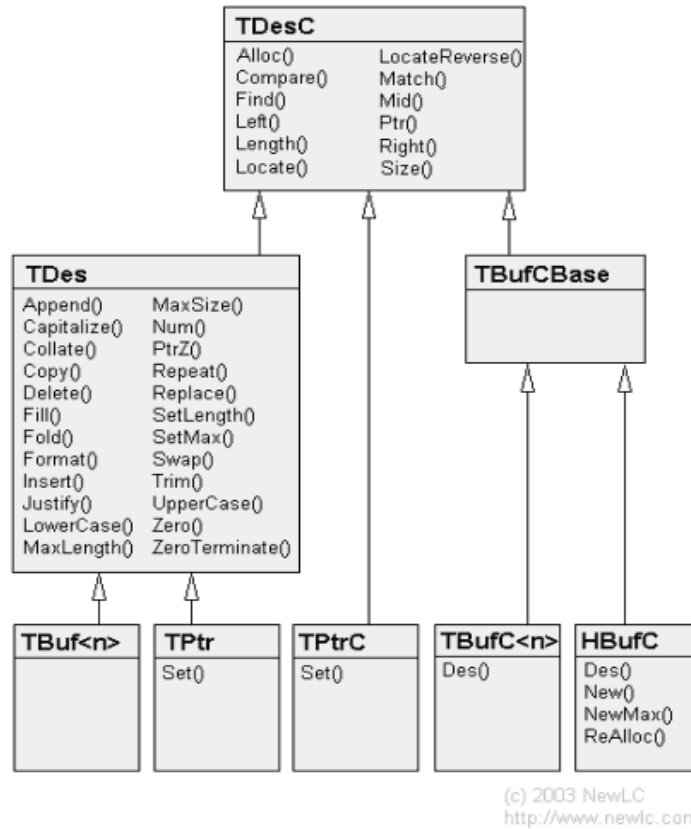 TDesC
Alloc() LocateReverse()
Compare() Match()
Find() Mid()
Left() Ptr()
Length() Right()
Locate() Size()
TDes
Append() MaxSize()
Capitalize() Num()
Collate() PtrZ()
Copy() Repeat()
Delete() Replace()
Fill() SetLength()
Fold() SetMax()
Format() Swap()
Insert() Trim()
Justify() UpperCase()
LowerCase() Zero()
MaxLength() ZeroTerminate()
TBufCBase
TBuf<n>
TPtr
Set()
TPtrC
Set()
TBufC<n>
Des()
HBufC
Des()
New()
NewMax()
ReAlloc()
(c) 2003 NewLC
http://www.newlc.com